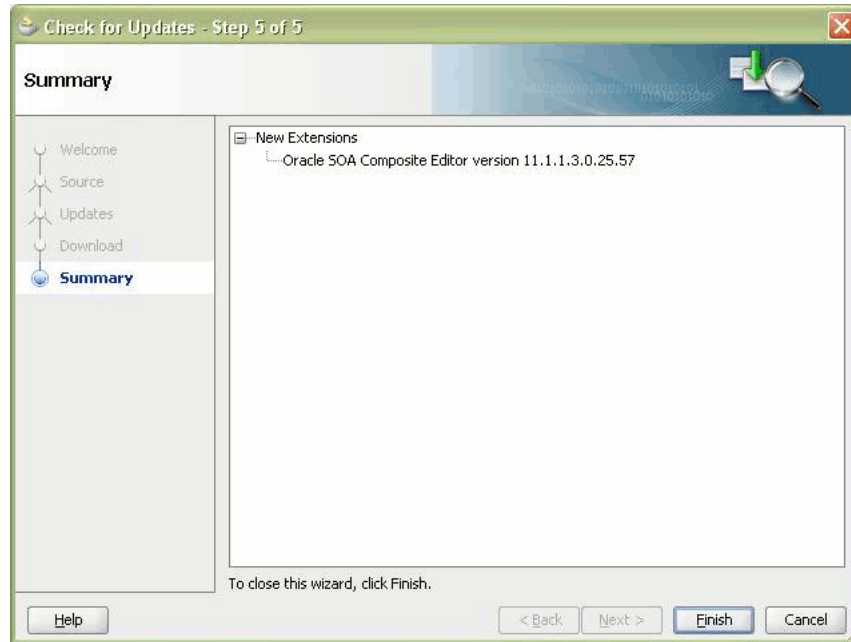 Check for Updates - Step 5 of 5
Summary
Welcome
Source
Updates
Download
Summary
New Extensions
Oracle SOA Composite Editor version 11.1.1.3.0.25.57
To close this wizard, click Finish.
Help
< Back
Next >
Finish
Cancel